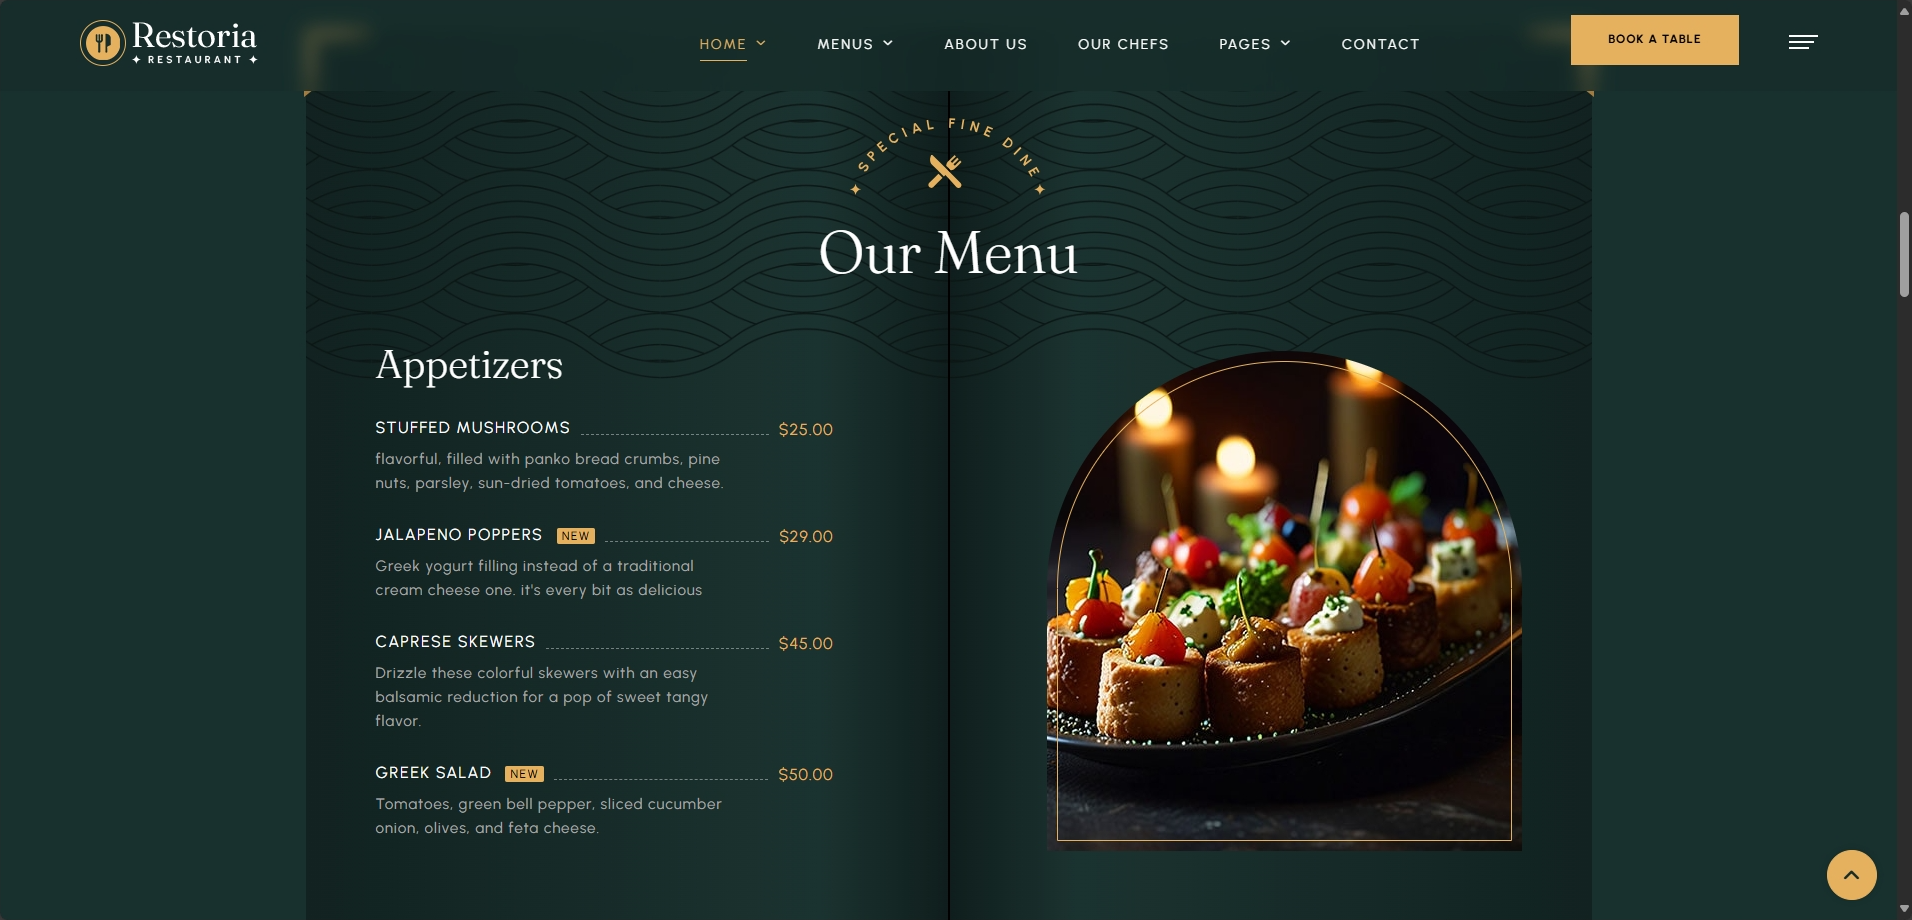 Restoria
RESTAURANT
HOME
MENUS
ABOUT US
OUR CHEFS
PAGES
CONTACT
BOOK A TABLE
SPECIAL FINE DINE
Our Menu
Appetizers
STUFFED MUSHROOMS $25.00
flavorful, filled with panko bread crumbs, pine
nuts, parsley, sun-dried tomatoes, and cheese.
JALAPENO POPPERS NEW $29.00
Greek yogurt filling instead of a traditional
cream cheese one. it's every bit as delicious
CAPRESE SKEWERS $45.00
Drizzle these colorful skewers with an easy
balsamic reduction for a pop of sweet tangy
flavor.
GREEK SALAD NEW $50.00
Tomatoes, green bell pepper, sliced cucumber
onion, olives, and feta cheese.